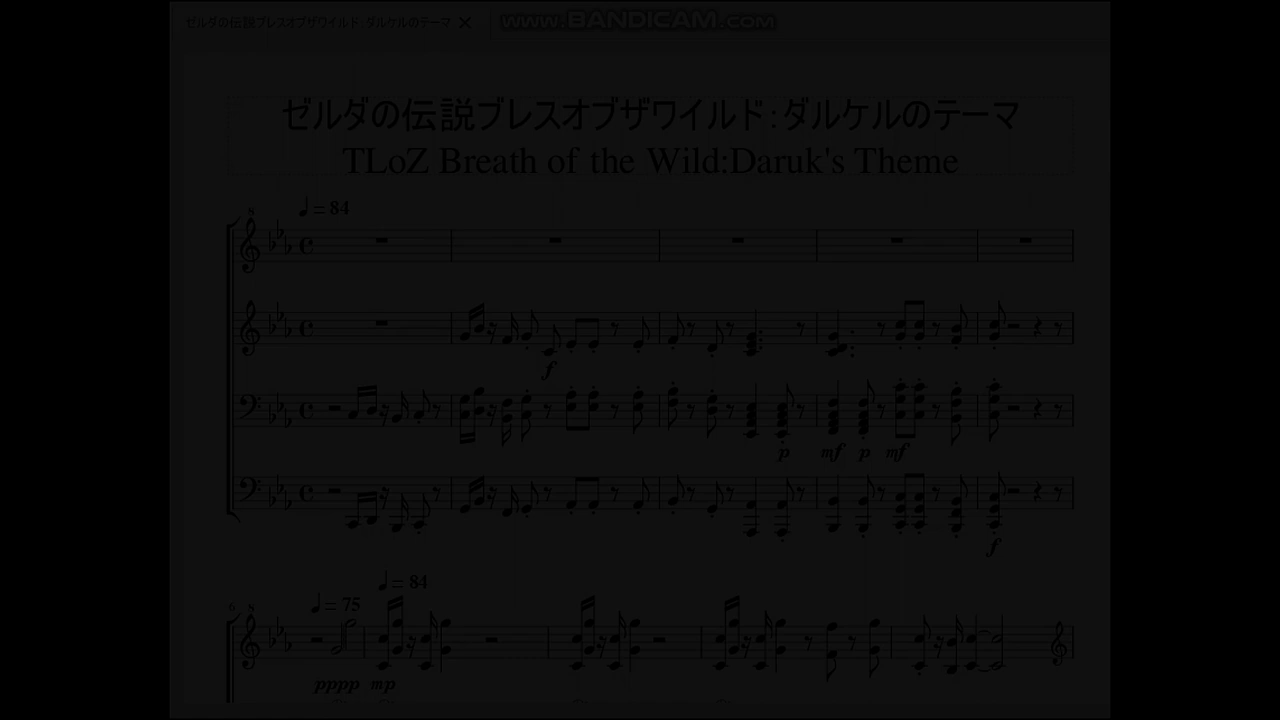 ゼルダの伝説ブレスオブザワイルド:ダルケルのテーマ ×
www.BANDICAM.com
ゼルダの伝説ブレスオブザワイルド:ダルケルのテーマ
TLoZ Breath of the Wild:Daruk's Theme
♩= 84
8
f
p mf p mf
f
♩= 84
♩= 75
6 8
pppp mp